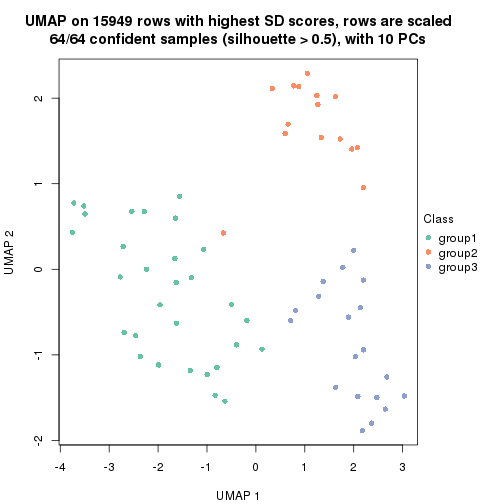 UMAP on 15949 rows with highest SD scores, rows are scaled
64/64 confident samples (silhouette > 0.5), with 10 PCs
2
1
0
-1
-2
UMAP 2
-4 -3 -2 -1 0 1 2 3
UMAP 1
Class
group1
group2
group3